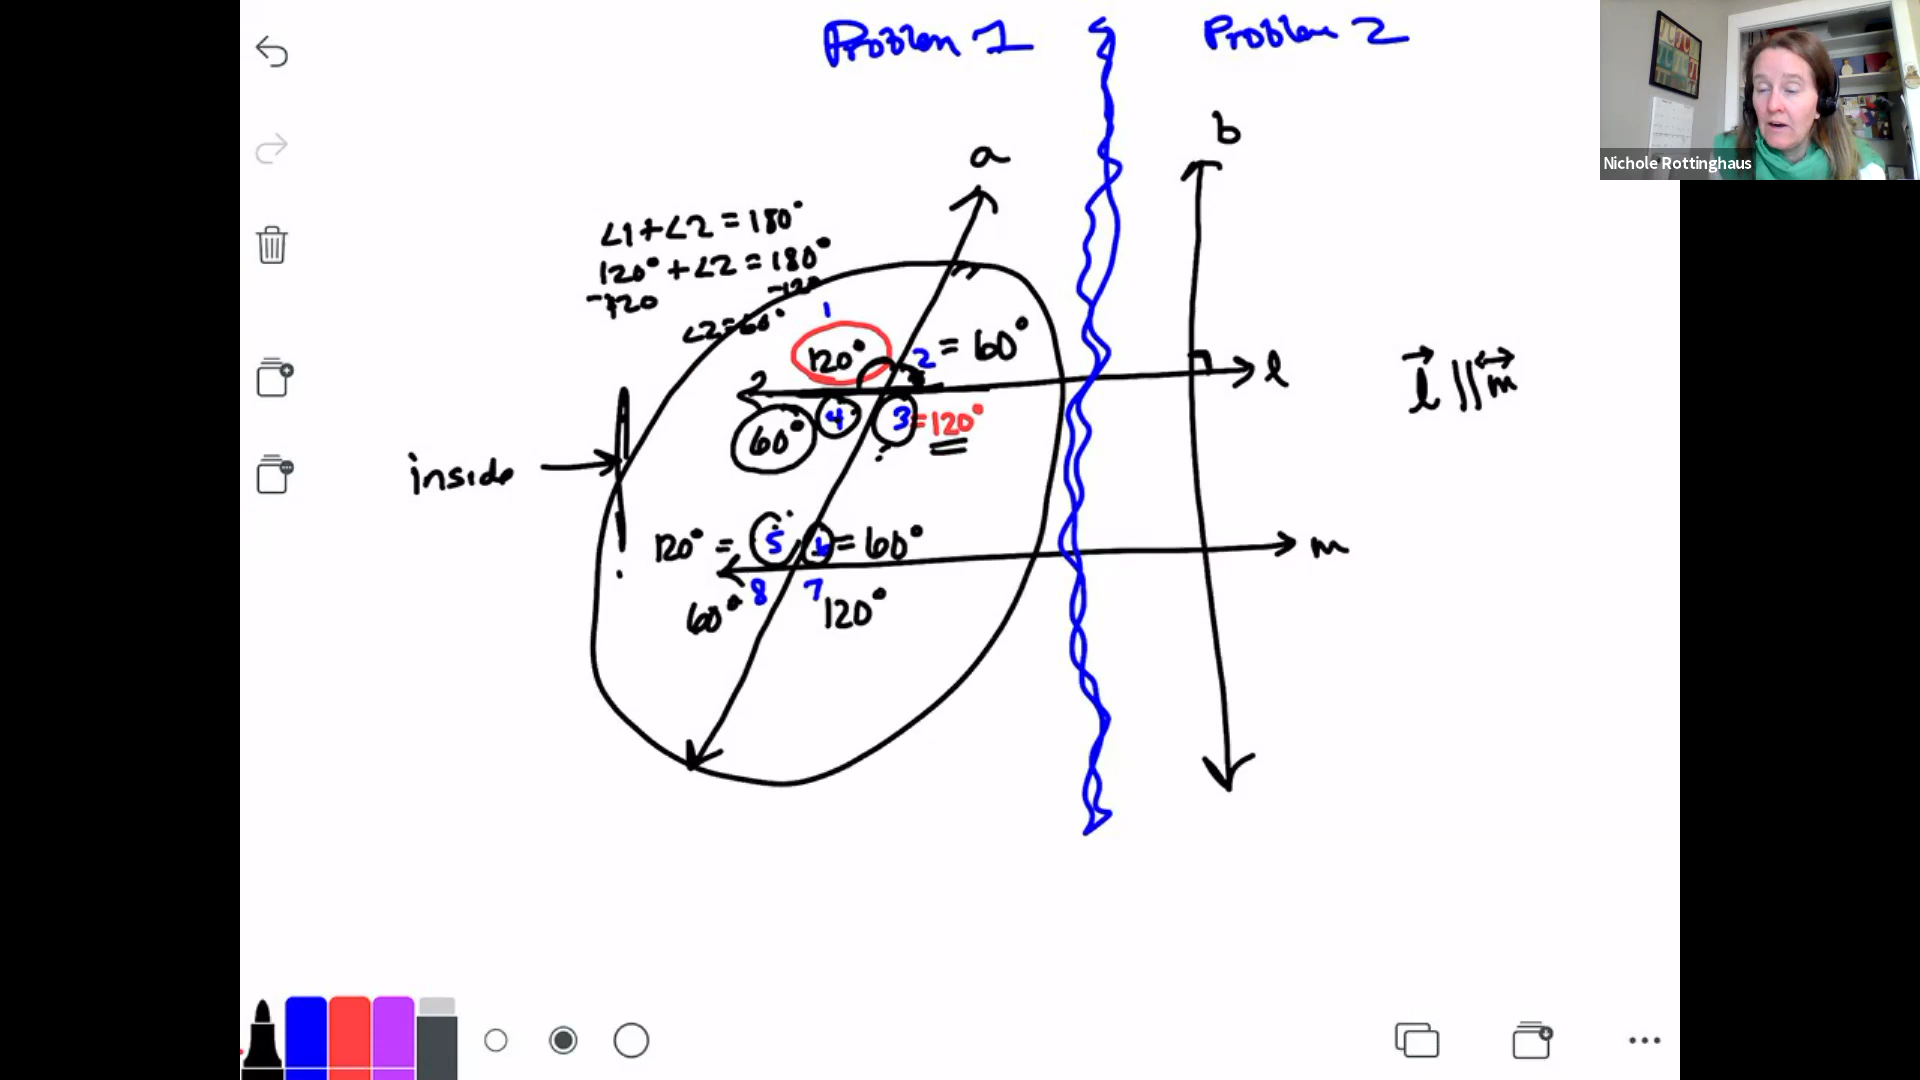 Problem 1
Problem 2
Nichole Rottinghaus
a
b
∠1+∠2=180°
120°+∠2=180°
-120 -120
∠2=60°
1
120°
2 = 60°
l
l || m
60° 4 3 =120°
inside
120° = 5 6 = 60°
m
60° 8 7 120°